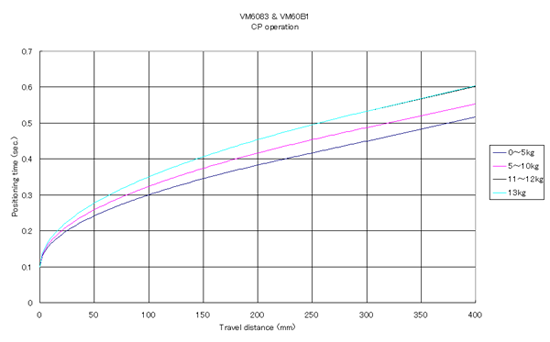 VM6083 & VM60B1
CP operation
0.7
0.6
0.5
0.4
0.3
0.2
0.1
0
Positioning time (sec.)
0 50 100 150 200 250 300 350 400
Travel distance (mm)
0～5kg
5～10kg
11～12kg
13kg